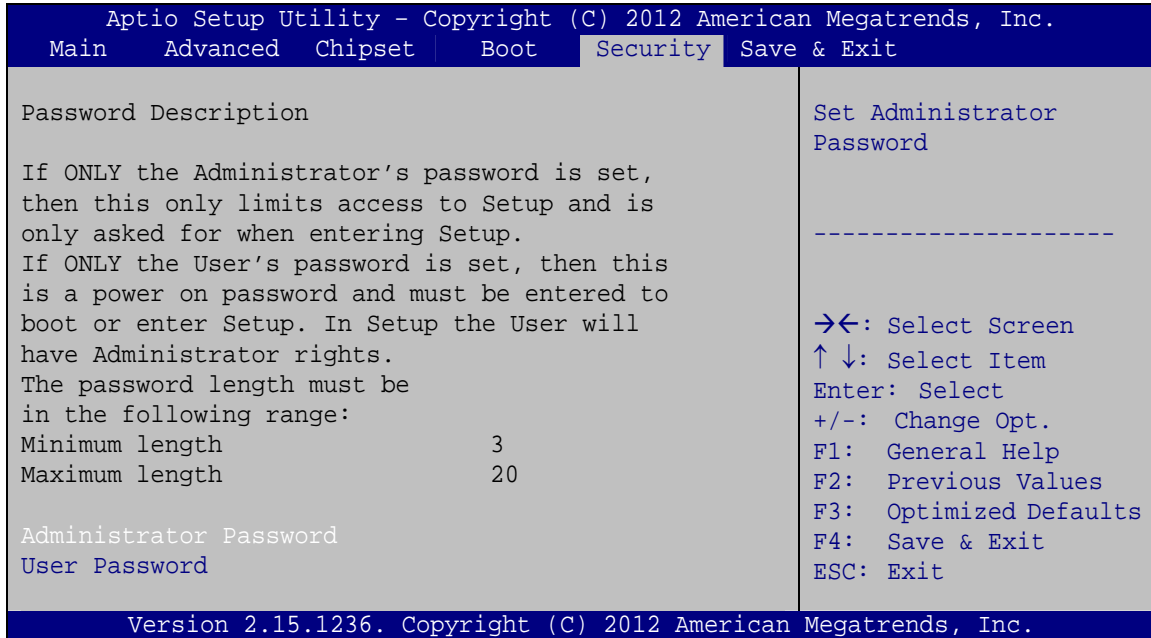 Aptio Setup Utility – Copyright (C) 2012 American Megatrends, Inc.
Main Advanced Chipset Boot Security Save & Exit
Password Description
If ONLY the Administrator’s password is set,
then this only limits access to Setup and is
only asked for when entering Setup.
If ONLY the User’s password is set, then this
is a power on password and must be entered to
boot or enter Setup. In Setup the User will
have Administrator rights.
The password length must be
in the following range:
Minimum length 3
Maximum length 20
Administrator Password
User Password
Set Administrator
Password
---------------------
→←: Select Screen
↑ ↓: Select Item
Enter: Select
+/-: Change Opt.
F1: General Help
F2: Previous Values
F3: Optimized Defaults
F4: Save & Exit
ESC: Exit
Version 2.15.1236. Copyright (C) 2012 American Megatrends, Inc.